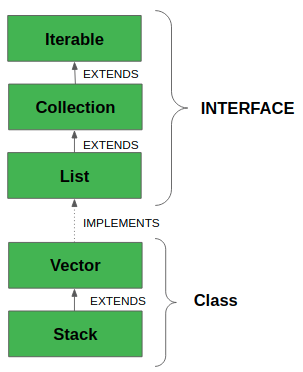 Iterable
EXTENDS
Collection
INTERFACE
EXTENDS
List
IMPLEMENTS
Vector
Class
EXTENDS
Stack